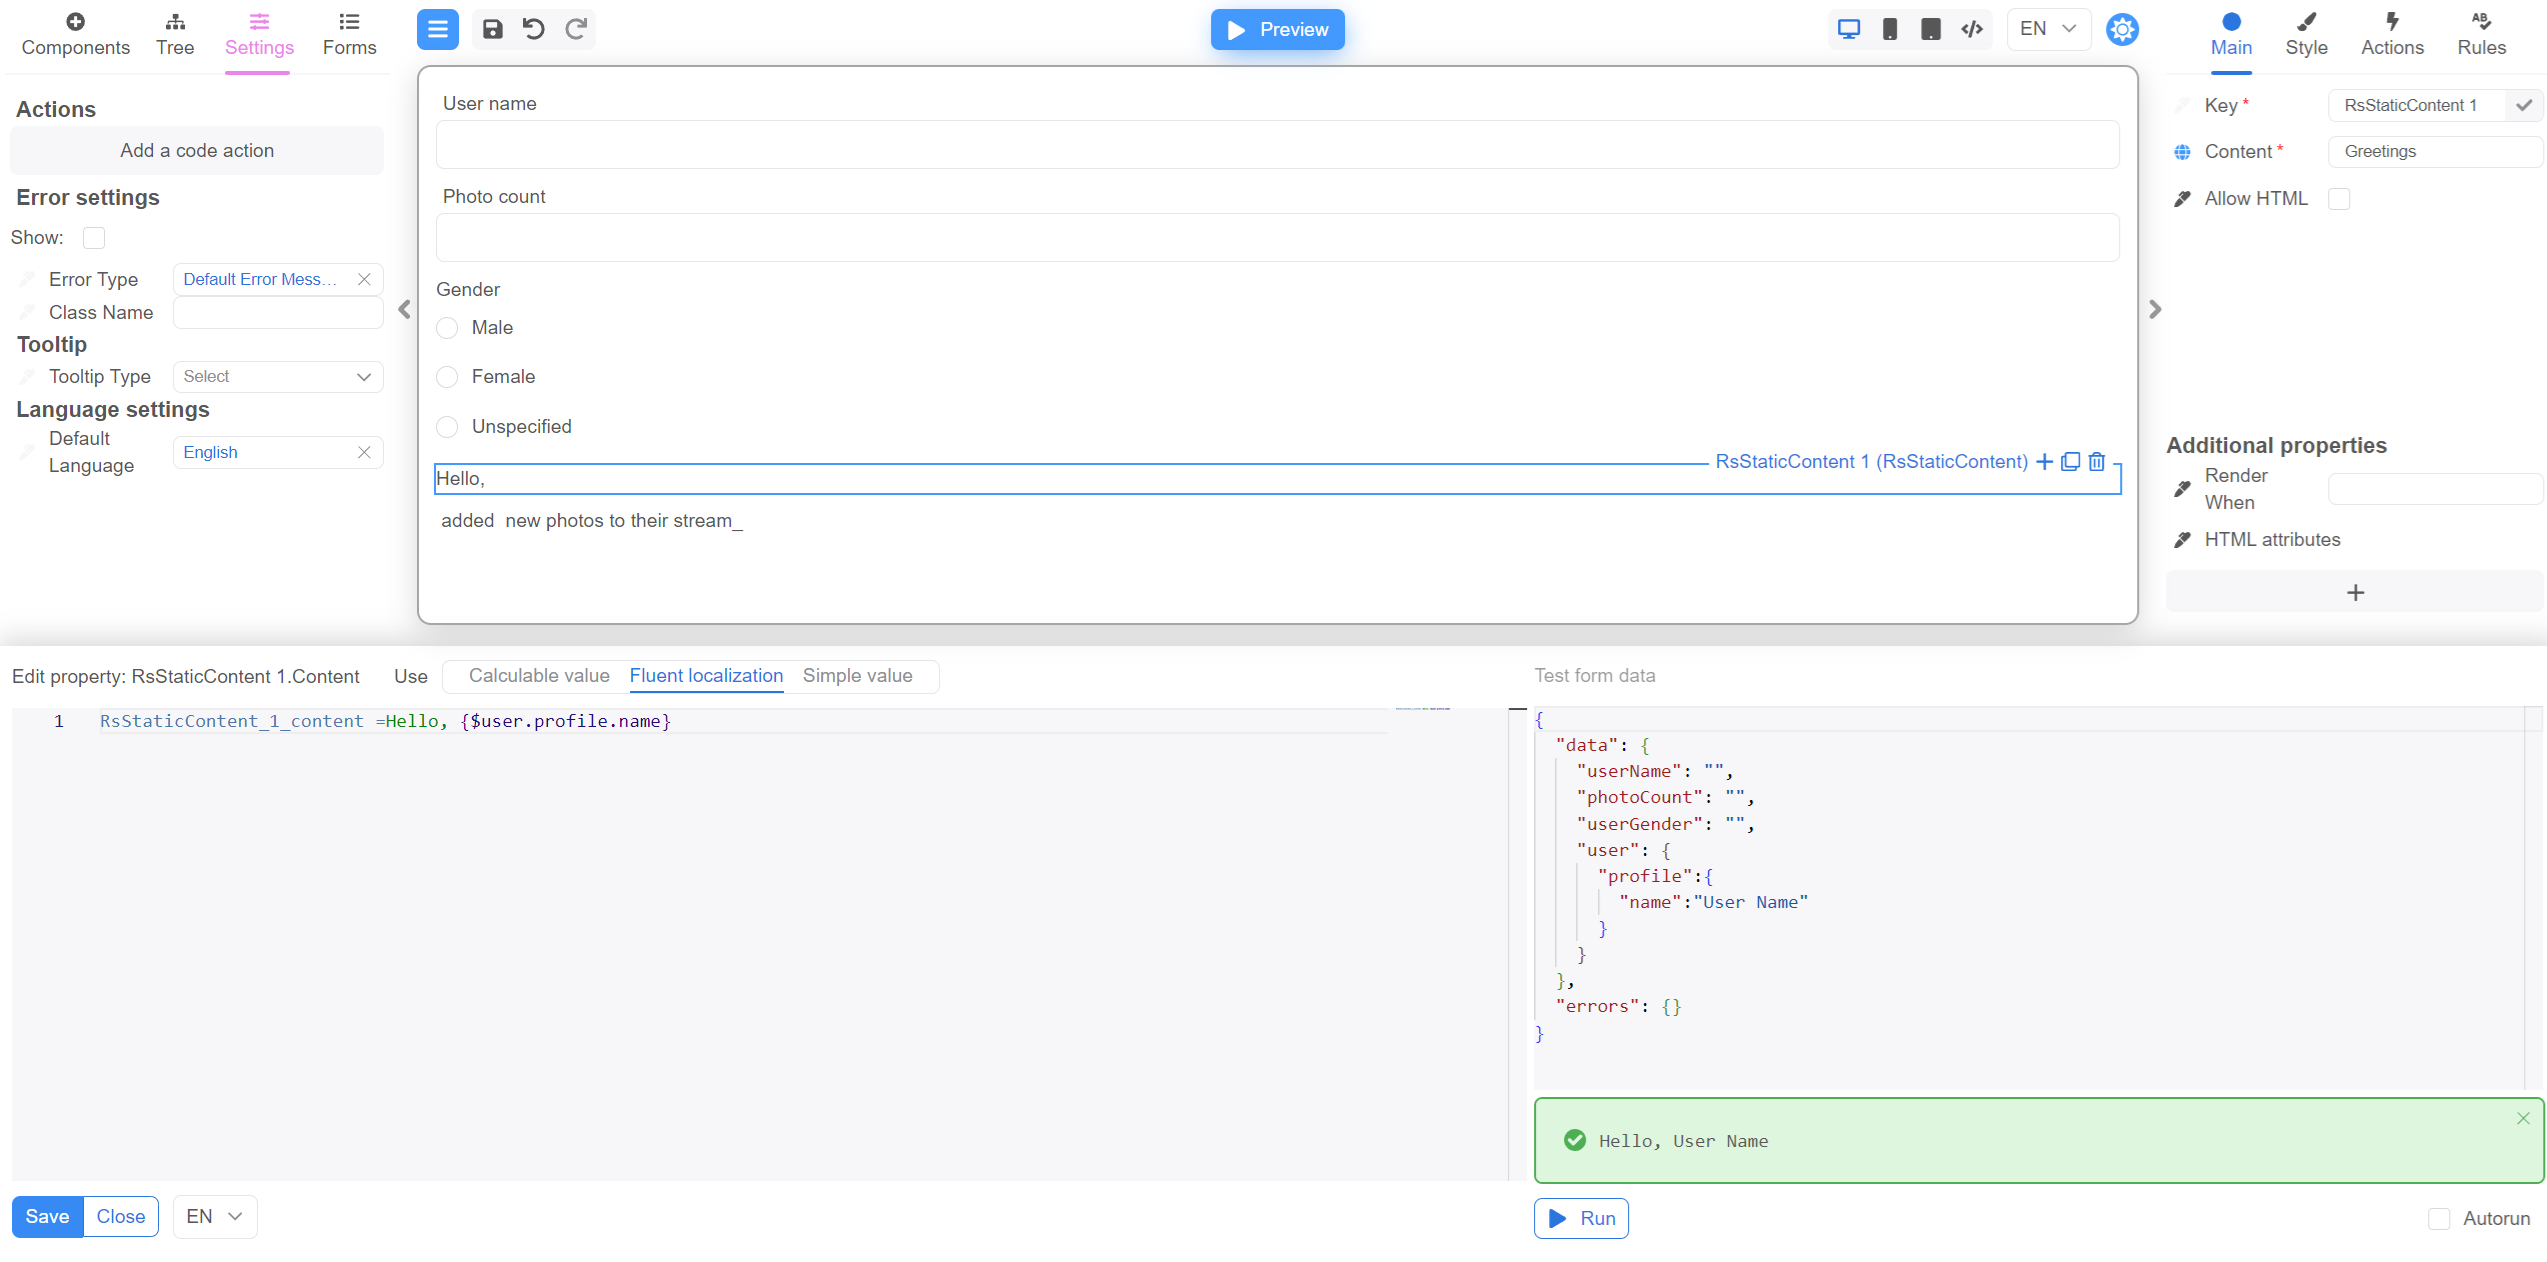 Components Tree Settings Forms
Preview
EN
Main Style Actions Rules
Actions
Add a code action
Error settings
Show:
Error Type Default Error Mess...
Class Name
Tooltip
Tooltip Type Select
Language settings
Default
Language
English
User name
Photo count
Gender
Male
Female
Unspecified
RsStaticContent 1 (RsStaticContent)
Hello,
added new photos to their stream_
Key * RsStaticContent 1
Content * Greetings
Allow HTML
Additional properties
Render
When
HTML attributes
+
Edit property: RsStaticContent 1.Content Use Calculable value Fluent localization Simple value
1 RsStaticContent_1_content =Hello, {$user.profile.name}
Test form data
{
"data": {
"userName": "",
"photoCount": "",
"userGender": "",
"user": {
"profile":{
"name":"User Name"
}
}
},
"errors": {}
}
Hello, User Name
Save Close EN
Run
Autorun